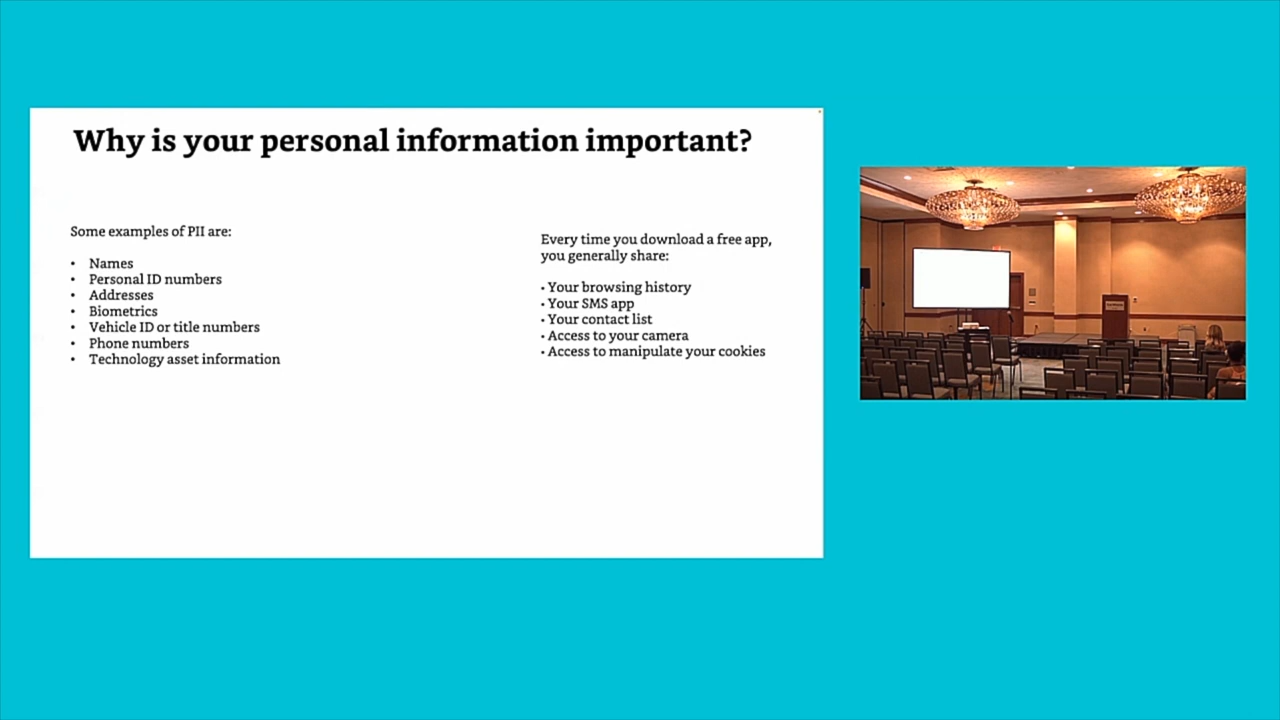 Why is your personal information important?
Some examples of PII are:
• Names
• Personal ID numbers
• Addresses
• Biometrics
• Vehicle ID or title numbers
• Phone numbers
• Technology asset information
Every time you download a free app,
you generally share:
• Your browsing history
• Your SMS app
• Your contact list
• Access to your camera
• Access to manipulate your cookies